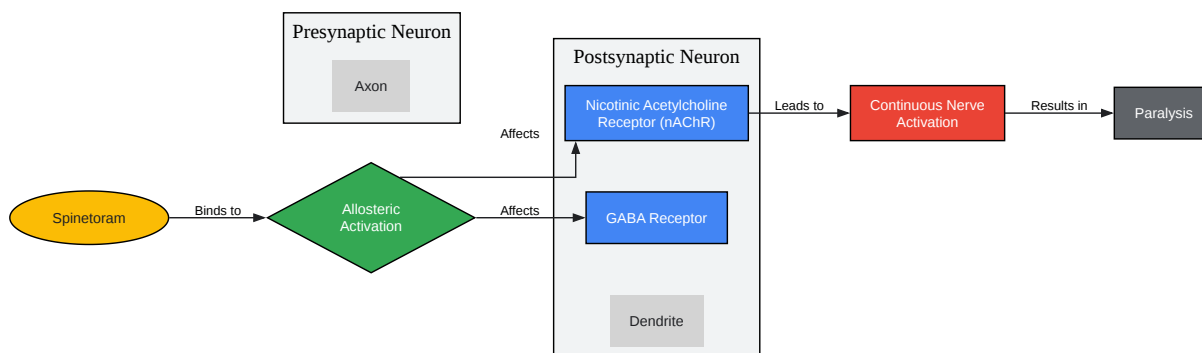 Presynaptic Neuron
Axon
Postsynaptic Neuron
Nicotinic Acetylcholine
Receptor (nAChR)
Leads to
Continuous Nerve
Activation
Results in
Paralysis
Affects
Spinetoram
Binds to
Allosteric
Activation
Affects
GABA Receptor
Dendrite